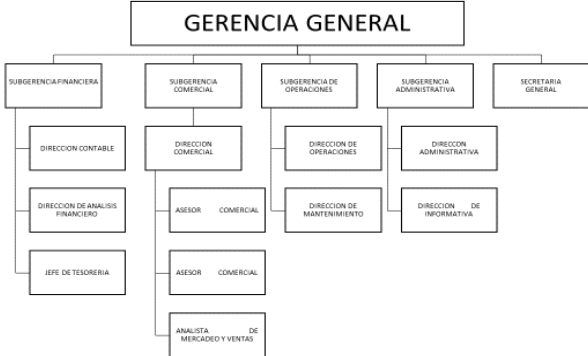 GERENCIA GENERAL
SUBGERENCIA FINANCIERA
SUBGERENCIA
COMERCIAL
SUBGERENCIA DE
OPERACIONES
SUBGERENCIA
ADMINISTRATIVA
SECRETARIA
GENERAL
DIRECCION CONTABLE
DIRECCION DE ANALISIS
FINANCIERO
JEFE DE TESORERIA
DIRECCION
COMERCIAL
ASESOR COMERCIAL
ASESOR COMERCIAL
ANALISTA DE
MERCADEO Y VENTAS
DIRECCION DE
OPERACIONES
DIRECCION DE
MANTENIMIENTO
DIRECCON
ADMINISTRATIVA
DIRECCION DE
INFORMATIVA